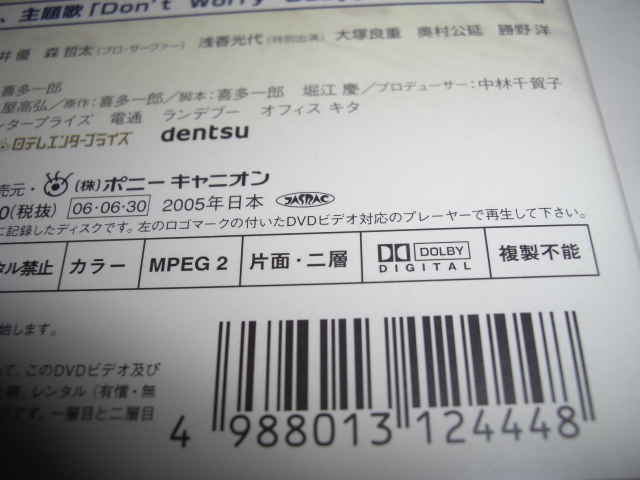 、主題歌「Don't Worry
井 優 森 哲太(プロ・サーファー) 浅香光代(特別出演) 大塚良重 奥村公延 勝野 洋
喜多一郎
屋高弘／原作：喜多一郎／脚本：喜多一郎 堀江 慶／プロデューサー：中林千賀子
ンタープライズ 電通 ランデブー オフィス キタ
日テレエンタープライズ dentsu
売元・(株)ポニーキャニオン
0(税抜) 06・06・30 2005年日本 JASRAC
に記録したディスクです。左のロゴマークの付いたDVDビデオ対応のプレーヤーで再生して下さい。
タル禁止 カラー MPEG 2 片面・二層 DOLBY DIGITAL 複製不能
始します。
て、このDVDビデオ及び
レンタル(有償・無
です。一層目と二層目
4 988013 124448